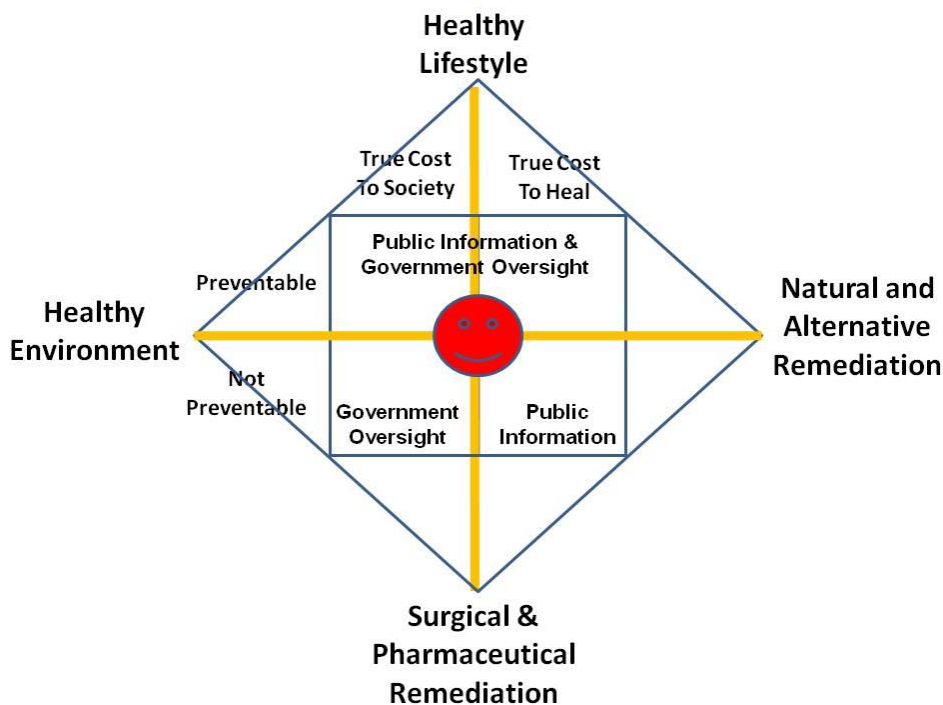 Healthy
Lifestyle
True Cost
To Society
True Cost
To Heal
Public Information &
Government Oversight
Preventable
Healthy
Environment
Natural and
Alternative
Remediation
Not
Preventable
Government
Oversight
Public
Information
Surgical &
Pharmaceutical
Remediation